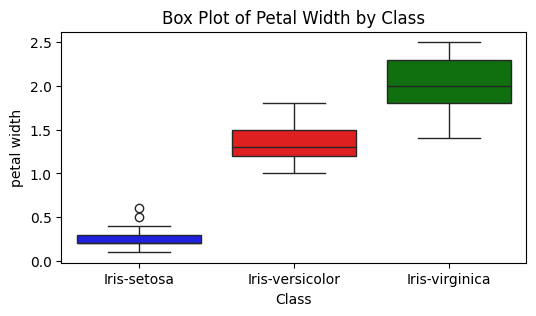 Box Plot of Petal Width by Class
petal width
2.5
2.0
1.5
1.0
0.5
0.0
Iris-setosa
Iris-versicolor
Iris-virginica
Class